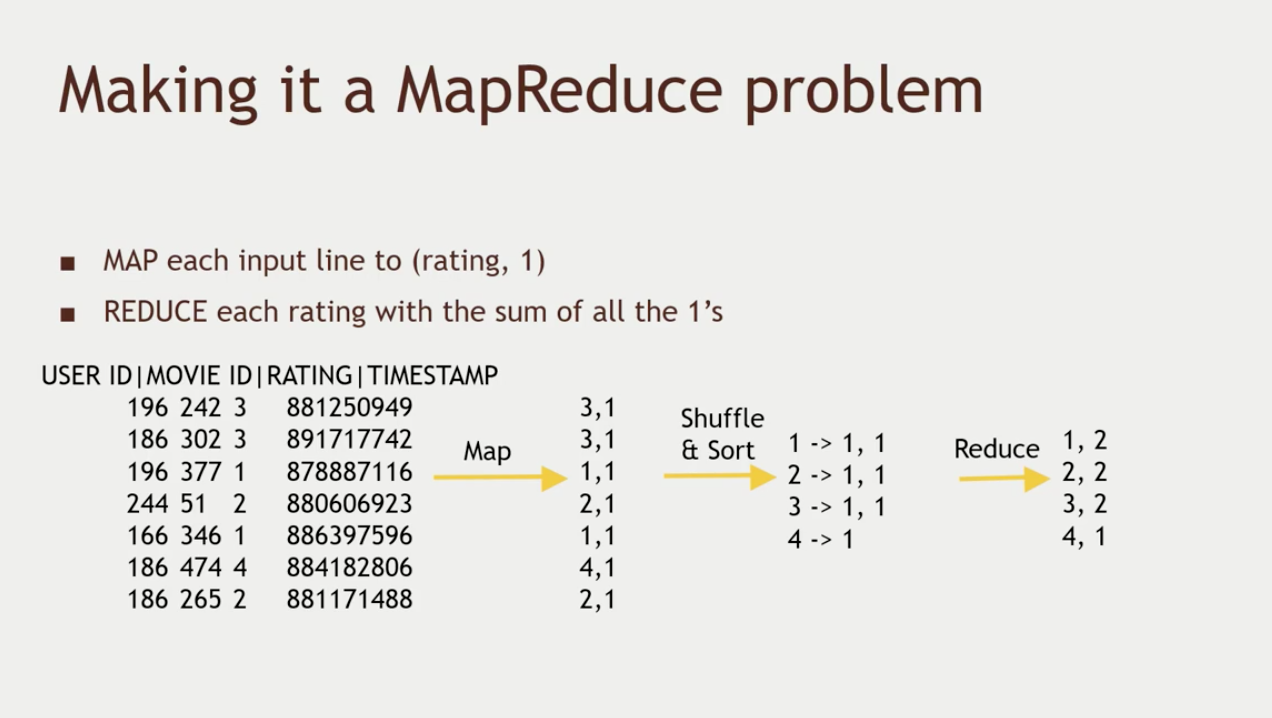 Making it a MapReduce problem
▪ MAP each input line to (rating, 1)
▪ REDUCE each rating with the sum of all the 1’s
USER ID|MOVIE ID|RATING|TIMESTAMP
196 242 3 881250949
186 302 3 891717742
196 377 1 878887116
244 51 2 880606923
166 346 1 886397596
186 474 4 884182806
186 265 2 881171488
Map
3,1
3,1
1,1
2,1
1,1
4,1
2,1
Shuffle
& Sort
1 -> 1, 1
2 -> 1, 1
3 -> 1, 1
4 -> 1
Reduce
1, 2
2, 2
3, 2
4, 1